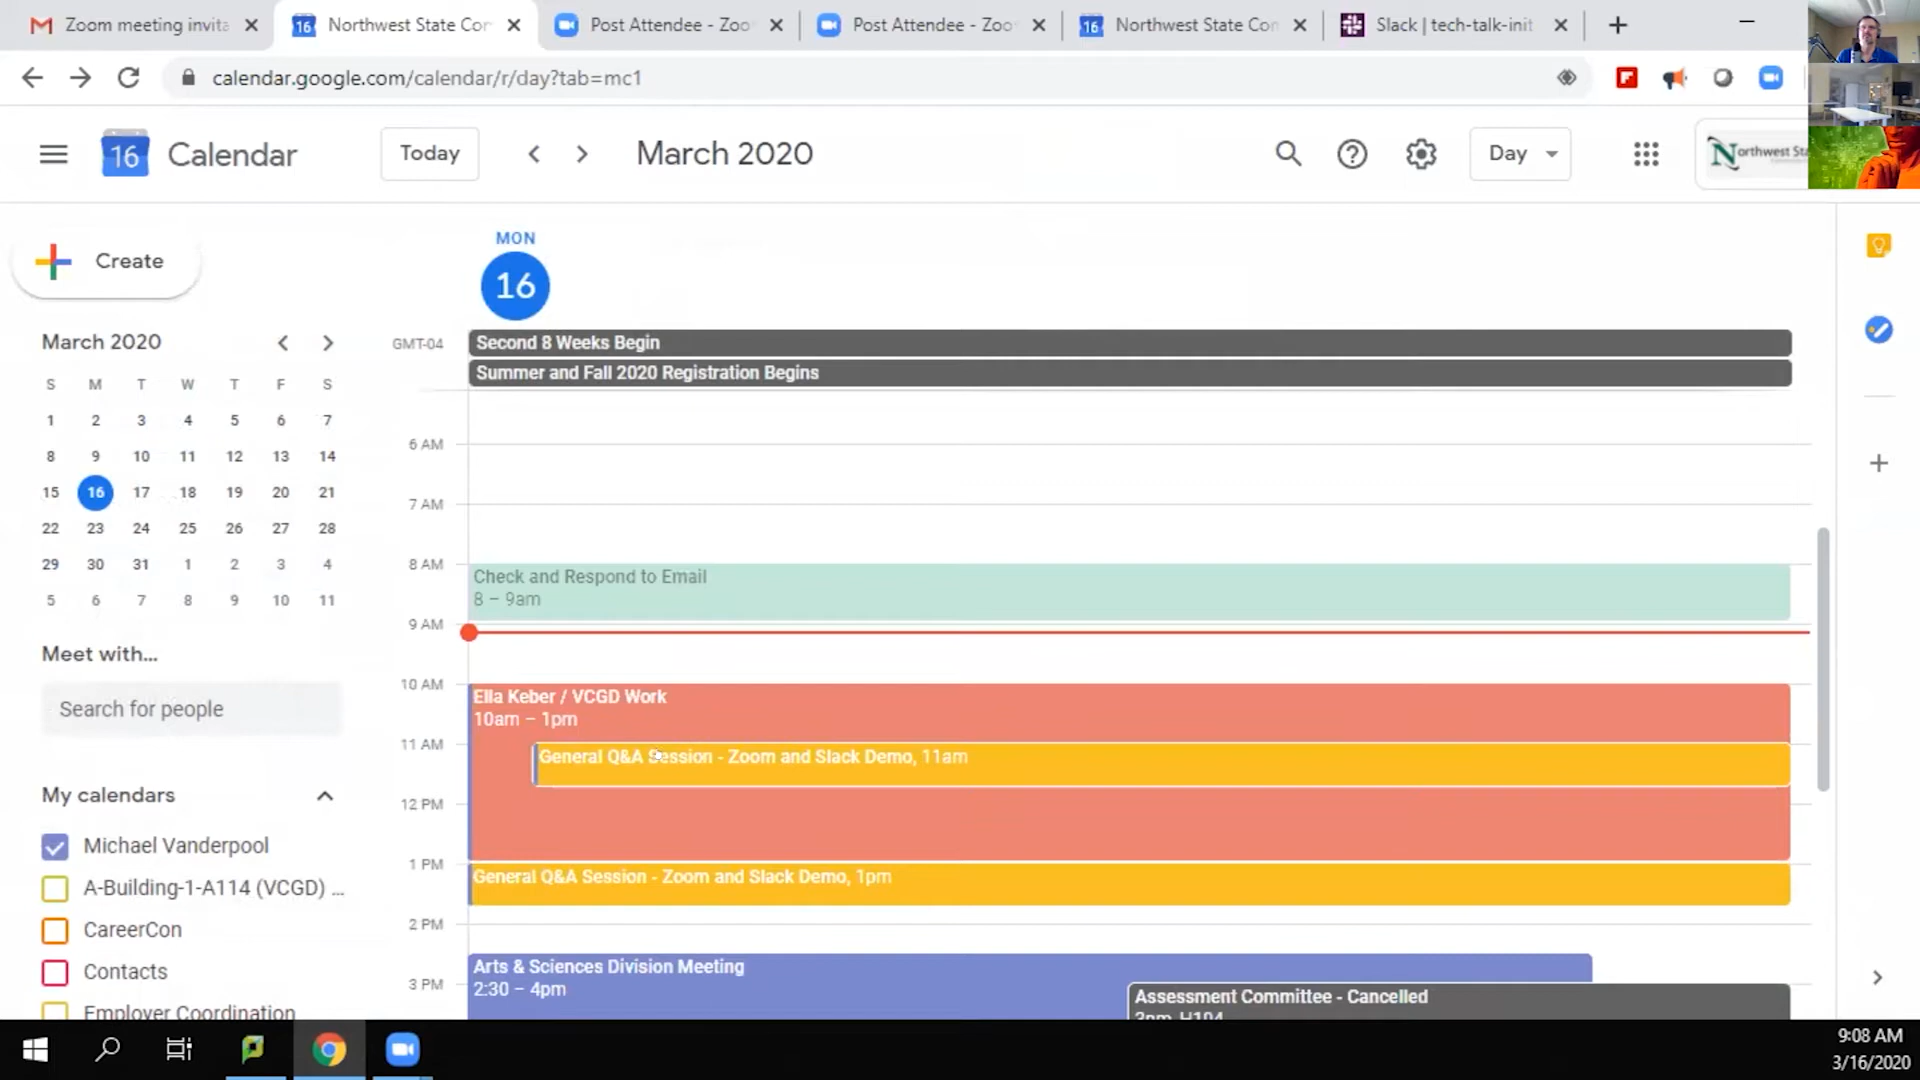 Zoom meeting invita
Northwest State Cor
Post Attendee - Zoo
Post Attendee - Zoo
Northwest State Con
Slack | tech-talk-init
calendar.google.com/calendar/r/day?tab=mc1
16
Calendar
Today
March 2020
Day
Northwest Sta
Create
MON
16
March 2020
S M T W T F S
1 2 3 4 5 6 7
8 9 10 11 12 13 14
15 16 17 18 19 20 21
22 23 24 25 26 27 28
29 30 31 1 2 3 4
5 6 7 8 9 10 11
Meet with...
Search for people
My calendars
Michael Vanderpool
A-Building-1-A114 (VCGD) ...
CareerCon
Contacts
Employer Coordination
GMT-04
Second 8 Weeks Begin
Summer and Fall 2020 Registration Begins
6 AM
7 AM
8 AM
Check and Respond to Email
8 – 9am
9 AM
10 AM
Ella Keber / VCGD Work
10am – 1pm
11 AM
General Q&A Session - Zoom and Slack Demo, 11am
12 PM
1 PM
General Q&A Session - Zoom and Slack Demo, 1pm
2 PM
Arts & Sciences Division Meeting
2:30 – 4pm
3 PM
Assessment Committee - Cancelled
3pm, H104
9:08 AM
3/16/2020